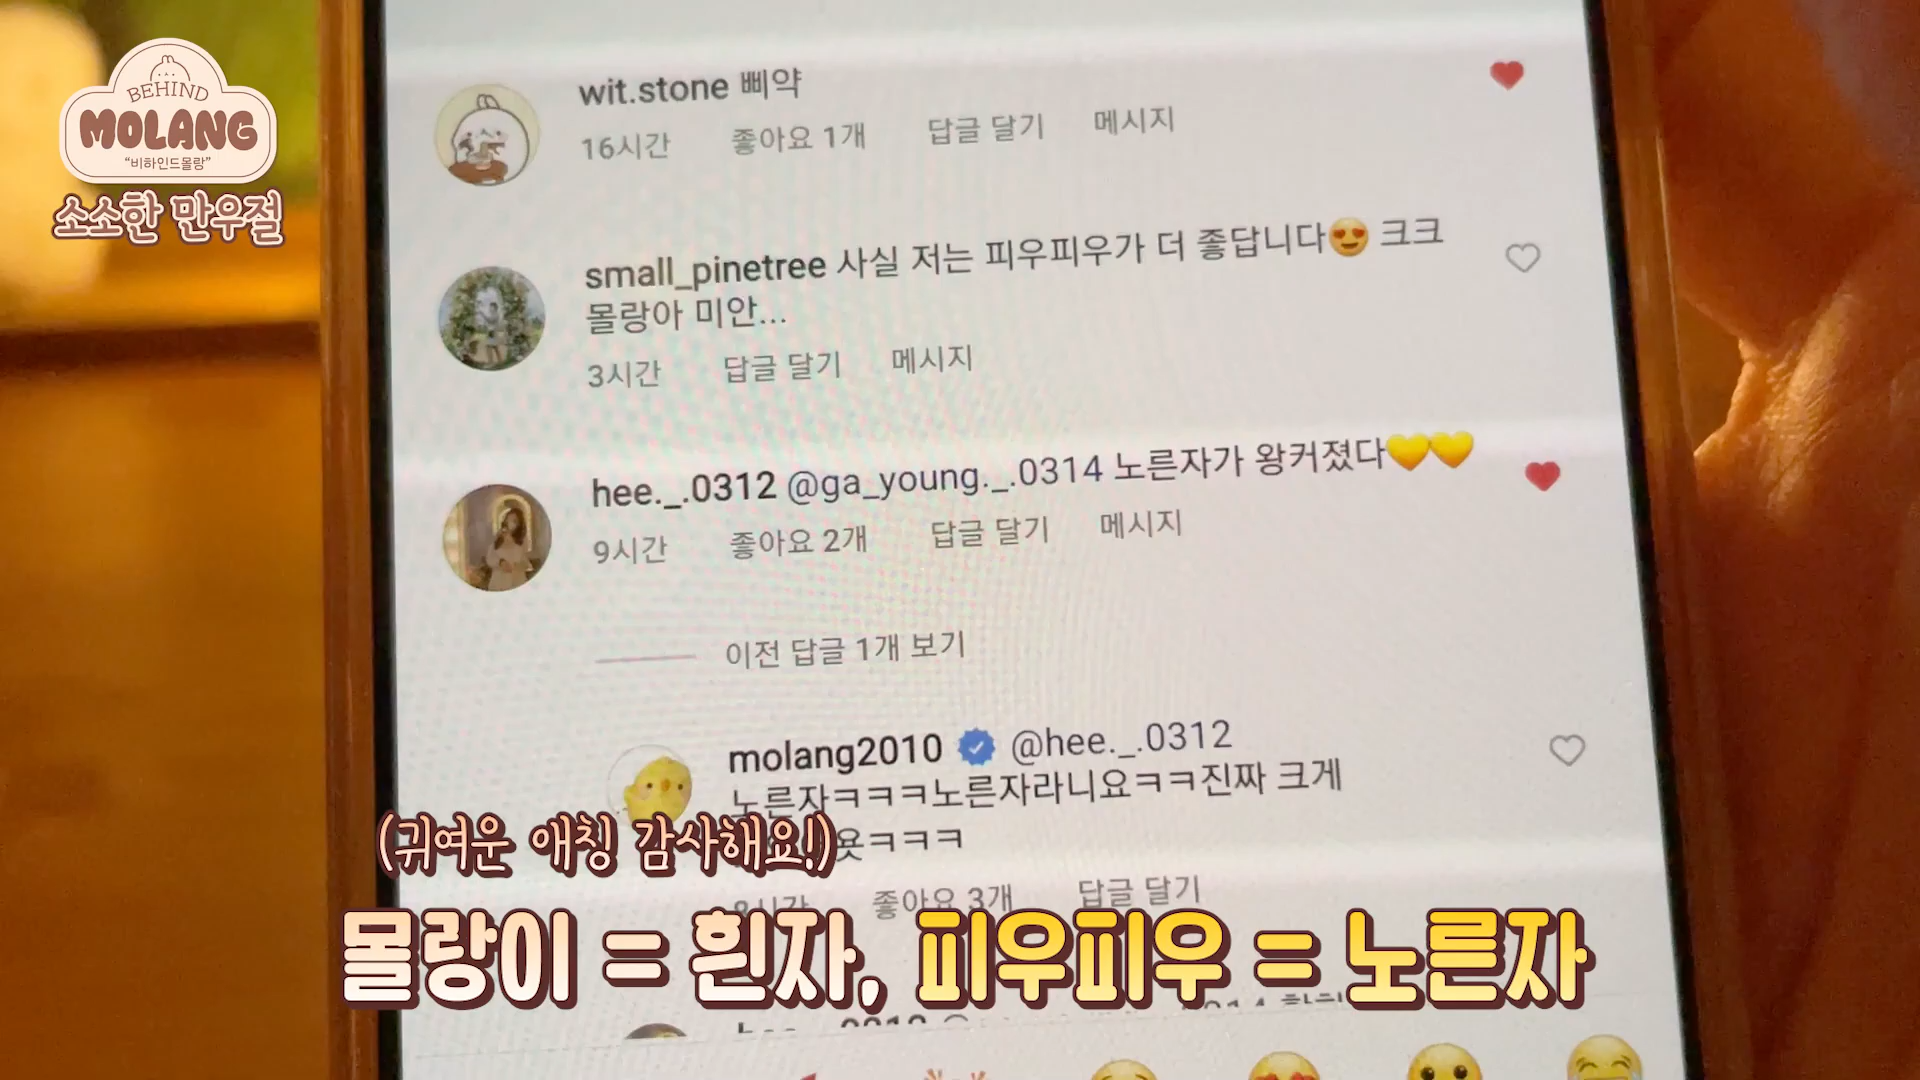 BEHIND
MOLANG
“비하인드몰랑”
소소한 만우절
wit.stone 삐약
16시간 좋아요 1개 답글 달기 메시지
small_pinetree 사실 저는 피우피우가 더 좋답니다😍 크크
몰랑아 미안...
3시간 답글 달기 메시지
hee._.0312 @ga_young._.0314 노른자가 왕커졌다💛💛
9시간 좋아요 2개 답글 달기 메시지
이전 답글 1개 보기
molang2010 @hee._.0312
노른자ㅋㅋㅋ노른자라니요ㅋㅋ진짜 크게
욧ㅋㅋㅋ
8시간 좋아요 3개 답글 달기
(귀여운 애칭 감사해요!)
몰랑이 = 흰자, 피우피우 = 노른자